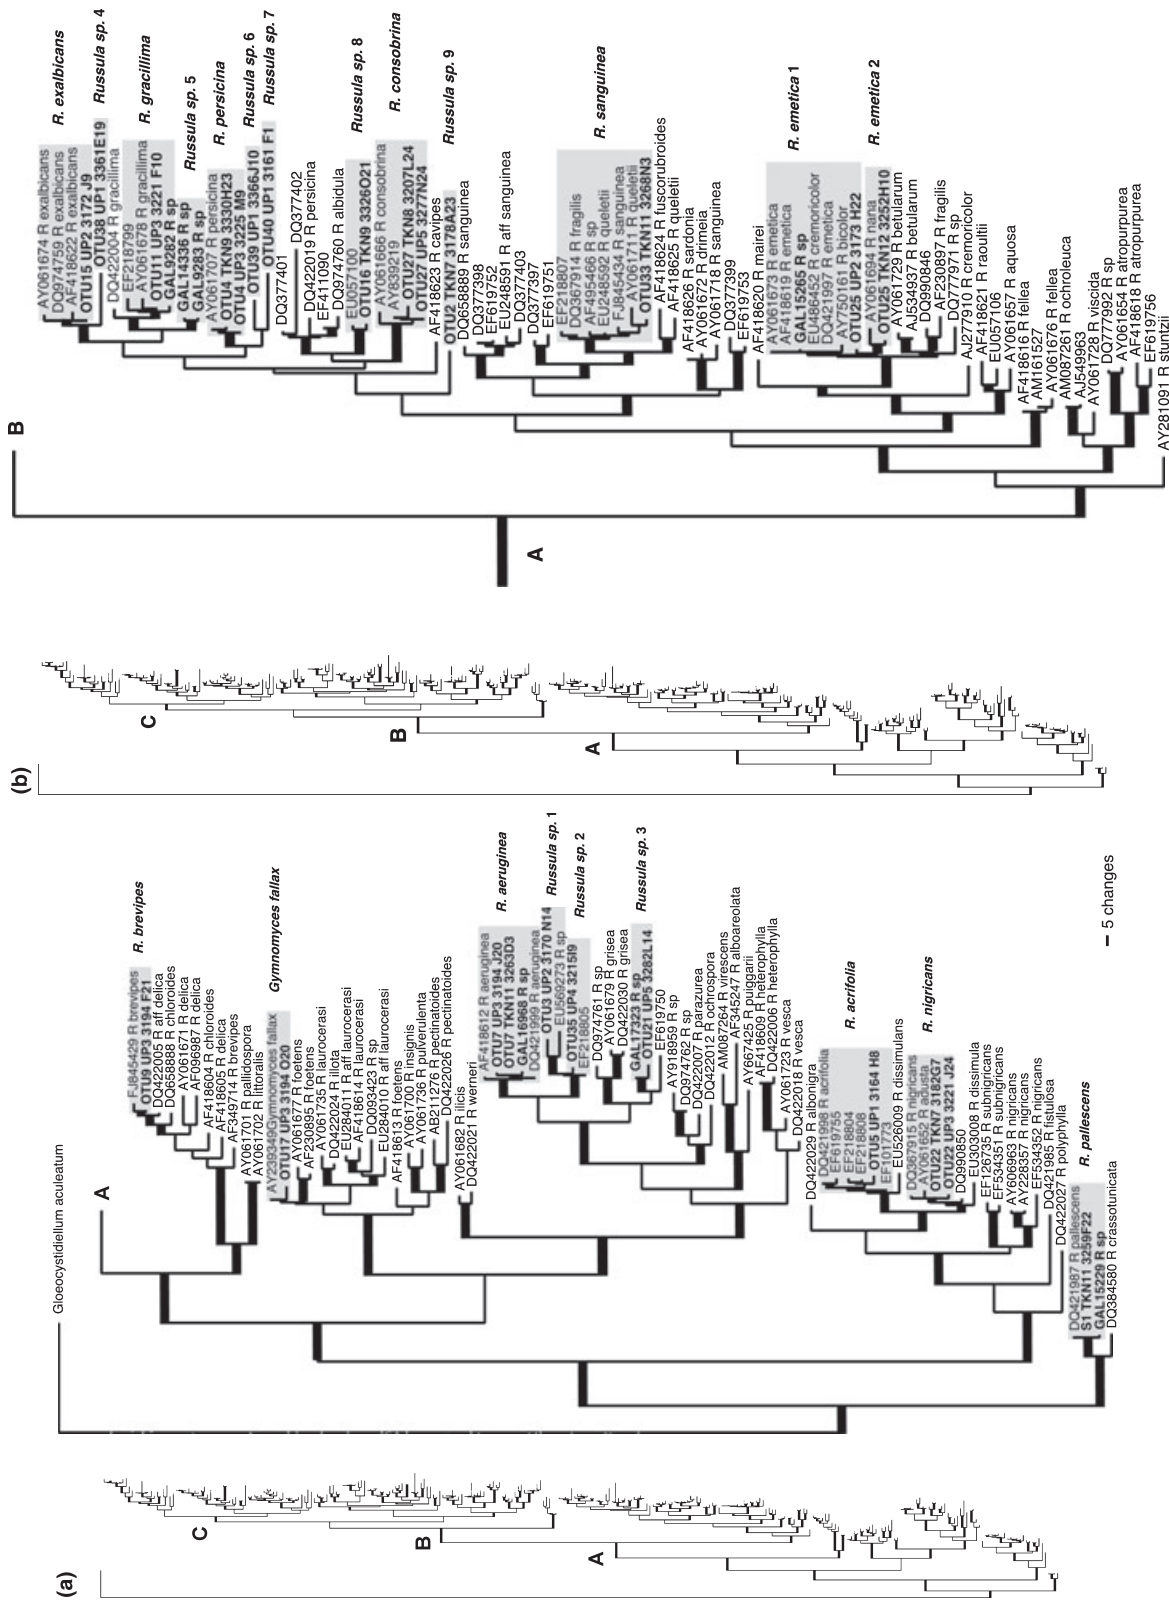 (a)
C
B
A
Gloeocystidiellum aculeatum
A
FJ845429 R brevipes
OTU9 UP3 3194 F21
DQ422005 R aff delica
DQ658888 R chloroides
AY061671 R delica
AF096987 R delica
AF418604 R chloroides
AF418605 R delica
AF349714 R brevipes
AY061701 R pallidospora
AY061702 R littoralis
R. brevipes
AY239349Gymnomyces fallax
OTU17 UP3 3194 O20
Gymnomyces fallax
AY061677 R foetens
AF230895 R foetens
AY061735 R laurocerasi
DQ422024 R illota
EU284011 R aff laurocerasi
AF418614 R laurocerasi
DQ093423 R sp
EU284010 R aff laurocerasi
AF418613 R foetens
AY061700 R insignis
AY061736 R pulverulenta
AB211276 R pectinatoides
DQ422026 R pectinatoides
AY061682 R ilicis
DQ422021 R werneri
AF418612 R aeruginea
OTU7 UP3 3194 J20
OTU7 TKN11 3263D3
GAL16968 R sp
DQ421999 R aeruginea
R. aeruginea
OTU3 UP2 3170 N14
EU569273 R sp
Russula sp. 1
OTU35 UP4 3215I9
EF218805
Russula sp. 2
DQ974761 R sp
AY061679 R grisea
DQ422030 R grisea
GAL17323 R sp
OTU21 UP5 3282L14
Russula sp. 3
EF619750
AY918959 R sp
DQ974762 R sp
DQ422007 R parazurea
DQ422012 R ochrospora
AM087264 R virescens
AF345247 R alboareolata
AY667425 R puiggarii
AF418609 R heterophylla
DQ422006 R heterophylla
AY061723 R vesca
DQ422018 R vesca
DQ422029 R albonigra
DQ421998 R acrifolia
EF619755
EF218804
EF218808
OTU5 UP1 3164 H8
EF101773
R. acrifolia
EU526009 R dissimulans
DQ367915 R nigricans
AY061652 R adusta
OTU22 TKN7 3182G7
OTU22 UP3 3221 J24
R. nigricans
DQ990850
EU303008 R dissimula
EF126735 R subnigricans
EF534351 R subnigricans
AY606963 R nigricans
AY228357 R nigricans
EF534352 R nigricans
DQ421985 R fistulosa
DQ422027 R polyphylla
DQ421987 R pallescens
S1 TKN11 3259F22
GAL15229 R sp
R. pallescens
DQ384580 R crassotunicata
5 changes
(b)
C
B
A
B
A
AY061674 R exalbicans
DQ974759 R exalbicans
AF418622 R exalbicans
OTU15 UP2 3172 J9
R. exalbicans
OTU38 UP1 3361E19
Russula sp. 4
DQ422004 R gracillima
EF218799
AY061678 R gracillima
OTU11 UP3 3221 F10
R. gracillima
GAL9282 R sp
GAL14336 R sp
GAL9283 R sp
Russula sp. 5
AY061707 R persicina
OTU4 TKN9 3330H23
OTU4 UP3 3225 M9
R. persicina
OTU39 UP1 3366J10
Russula sp. 6
OTU40 UP1 3161 F1
Russula sp. 7
DQ377401
DQ377402
DQ422019 R persicina
EF411090
DQ974760 R albidula
EU057100
OTU16 TKN9 3326O21
Russula sp. 8
AY061666 R consobrina
AY839219
OTU27 TKN8 3207L24
OTU27 UP5 3277N24
R. consobrina
AF418623 R cavipes
OTU2 TKN7 3178A23
Russula sp. 9
DQ658889 R sanguinea
DQ377398
EF619752
EU248591 R aff sanguinea
DQ377403
DQ377397
EF619751
EF218807
DQ367914 R fragilis
AF495466 R sp
EU248592 R queletii
FJ845434 R sanguinea
AY061711 R queletii
OTU33 TKN11 3268N3
R. sanguinea
AF418624 R fuscorubroides
AF418625 R queletii
AF418626 R sardonia
AY061672 R drimeia
AY061718 R sanguinea
DQ377399
EF619753
AF418620 R mairei
AY061673 R emetica
AF418619 R emetica
GAL15265 R sp
EU486452 R cremoricolor
DQ421997 R emetica
AY750161 R bicolor
OTU25 UP2 3173 H22
R. emetica 1
AY061694 R nana
OTU26 TKN12 3252H10
R. emetica 2
AY061729 R betularum
AJ534937 R betularum
DQ990846
AF230897 R fragilis
DQ777971 R sp
AJ277910 R cremoricolor
AF418621 R raoultii
EU057106
AY061657 R aquosa
AF418616 R fellea
AM161527
AY061676 R fellea
AM087261 R ochroleuca
AJ549963
AY061728 R viscida
DQ777992 R sp
AY061654 R atropurpurea
AF418618 R atropurpurea
EF619756
AY281091 R stuntzii